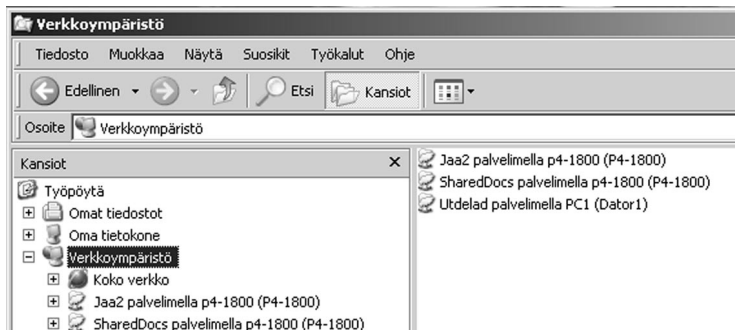 Verkkoympäristö
Tiedosto Muokkaa Näytä Suosikit Työkalut Ohje
Edellinen Etsi Kansiot
Osoite Verkkoympäristö
Kansiot
Työpöytä
Omat tiedostot
Oma tietokone
Verkkoympäristö
Koko verkko
Jaa2 palvelimella p4-1800 (P4-1800)
SharedDocs palvelimella p4-1800 (P4-1800)
Jaa2 palvelimella p4-1800 (P4-1800)
SharedDocs palvelimella p4-1800 (P4-1800)
Utdelad palvelimella PC1 (Dator1)